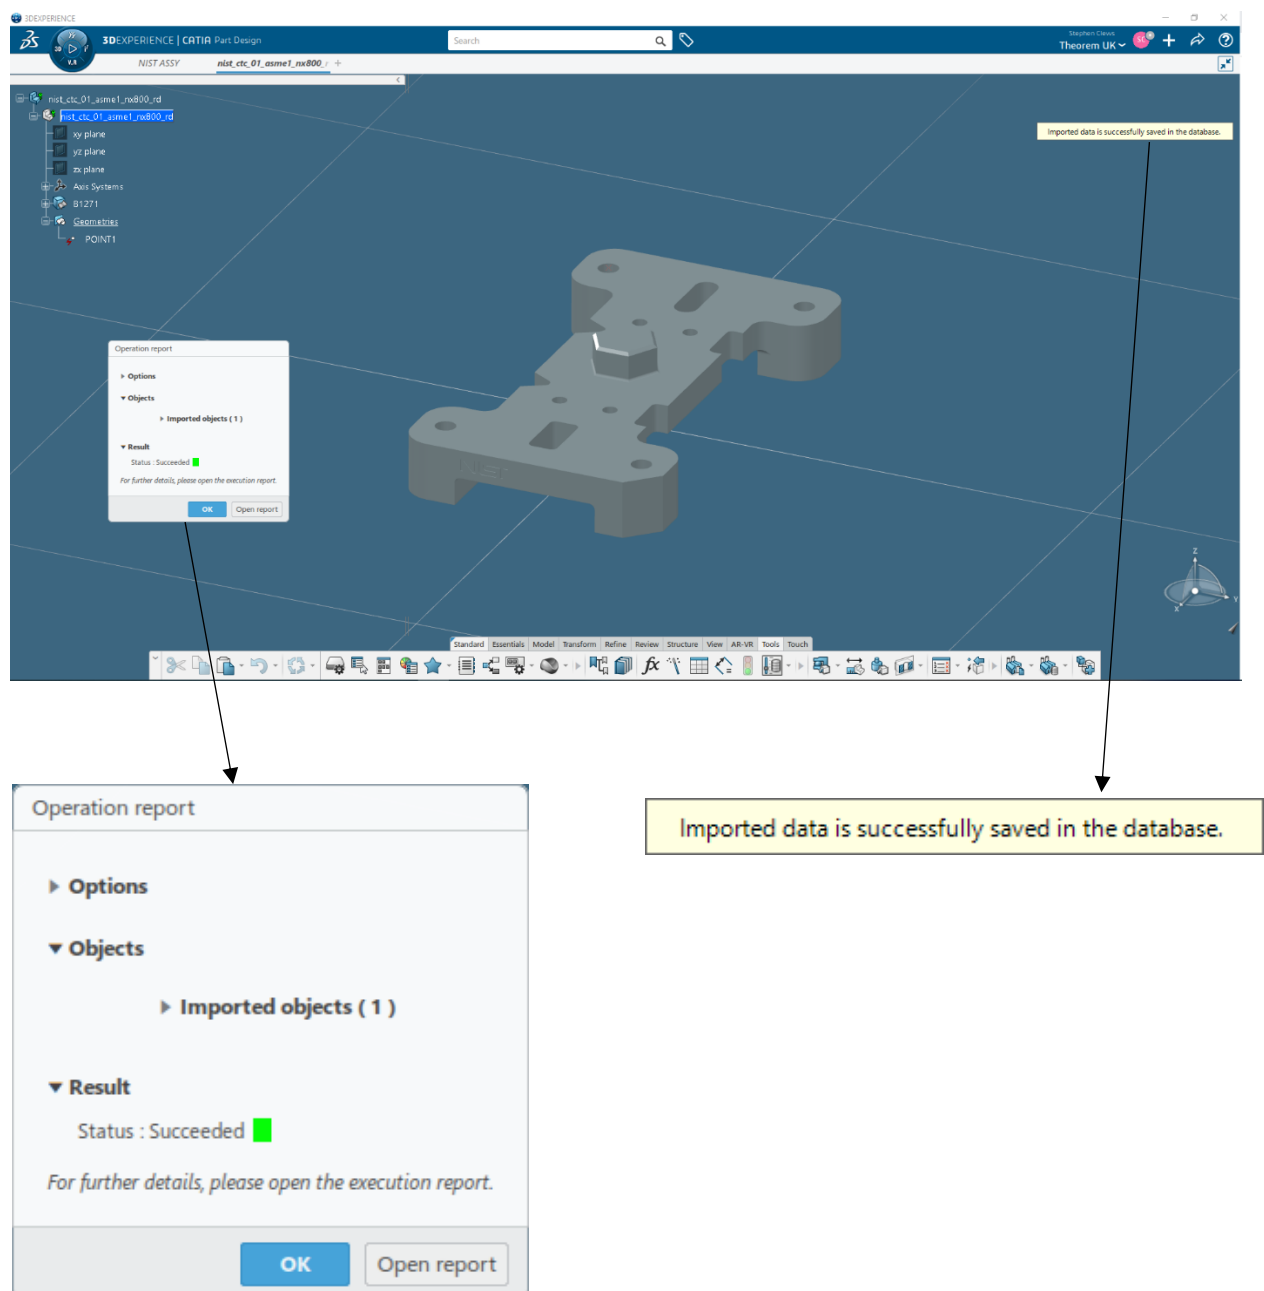 3DEXPERIENCE
3DEXPERIENCE | CATIA Part Design
Search
Stephen Clews
Theorem UK
NIST ASSY
nist_ctc_01_asme1_nx800_r
nist_ctc_01_asme1_nx800_rd
nist_ctc_01_asme1_nx800_rd
xy plane
yz plane
zx plane
Axis Systems
B1271
Geometries
POINT1
Imported data is successfully saved in the database.
Operation report
Options
Objects
Imported objects ( 1 )
Result
Status : Succeeded
For further details, please open the execution report.
OK Open report
NIST
Z
Y
X
Standard Essentials Model Transform Refine Review Structure View AR-VR Tools Touch
Operation report
Options
Objects
Imported objects ( 1 )
Result
Status : Succeeded
For further details, please open the execution report.
OK Open report
Imported data is successfully saved in the database.